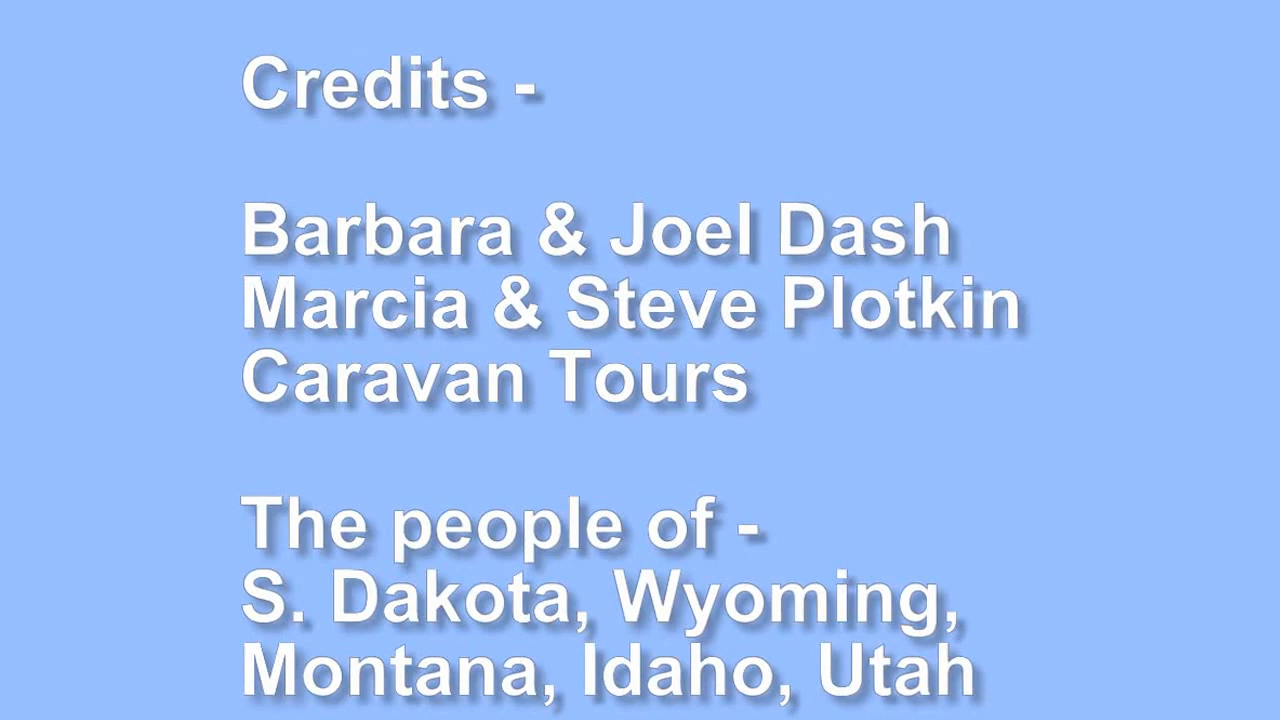 Credits -
Barbara & Joel Dash
Marcia & Steve Plotkin
Caravan Tours
The people of -
S. Dakota, Wyoming,
Montana, Idaho, Utah